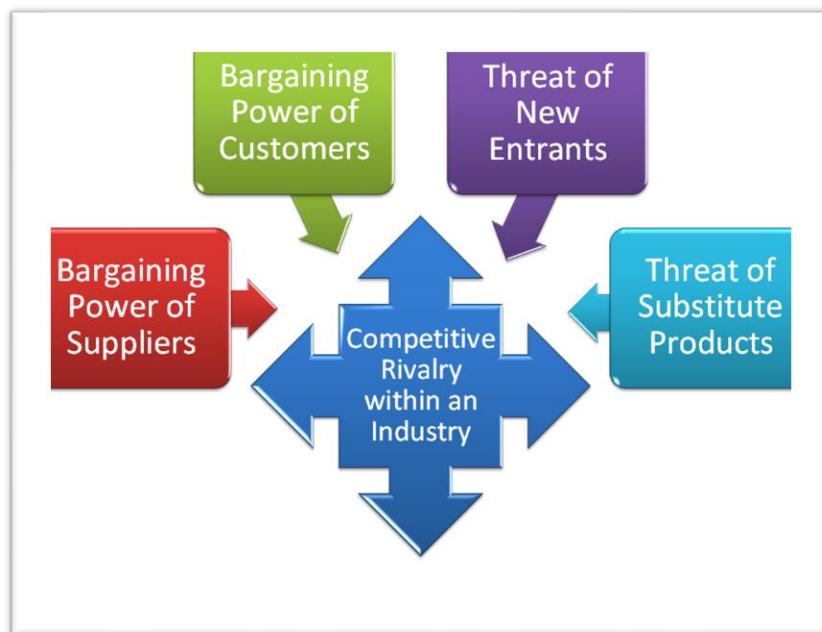 Bargaining
Power of
Customers
Threat of
New
Entrants
Bargaining
Power of
Suppliers
Competitive
Rivalry
within an
Industry
Threat of
Substitute
Products